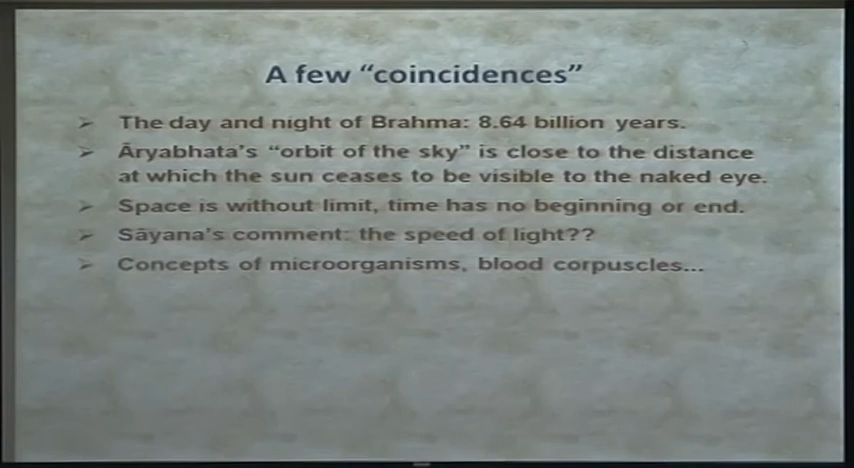 A few “coincidences”
➢ The day and night of Brahma: 8.64 billion years.
➢ Āryabhata’s “orbit of the sky” is close to the distance
at which the sun ceases to be visible to the naked eye.
➢ Space is without limit, time has no beginning or end.
➢ Sāyana’s comment: the speed of light??
➢ Concepts of microorganisms, blood corpuscles...